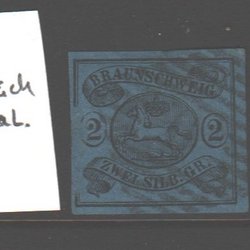 BRAUNSCHWEIG
2 2
ZWEI SILB. GR.